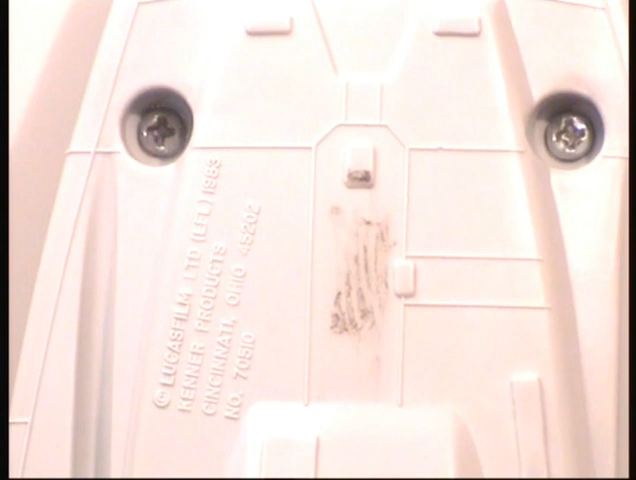 © LUCASFILM LTD (LFL) 1983
KENNER PRODUCTS
CINCINNATI, OHIO 45202
NO. 70510